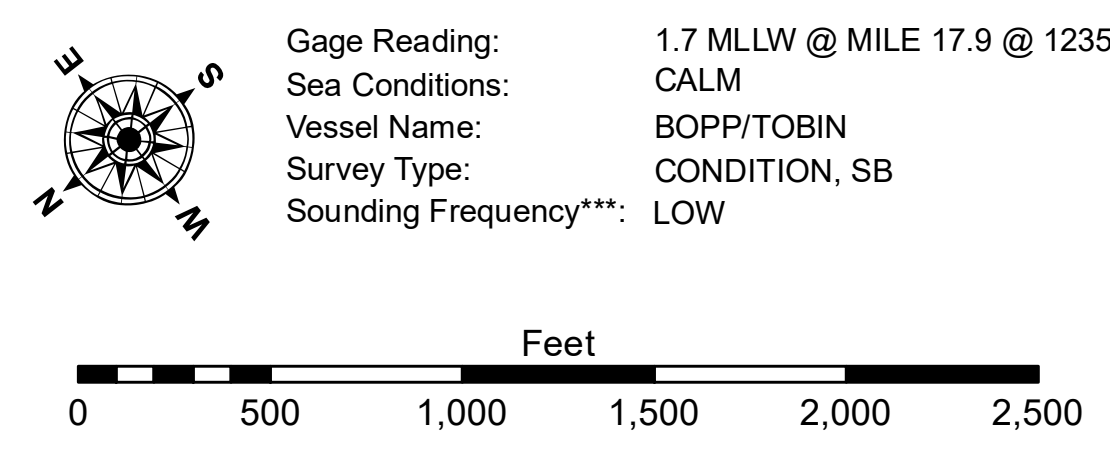 E
S
N
W
Gage Reading: 1.7 MLLW @ MILE 17.9 @ 1235
Sea Conditions: CALM
Vessel Name: BOPP/TOBIN
Survey Type: CONDITION, SB
Sounding Frequency***: LOW
Feet
0 500 1,000 1,500 2,000 2,500